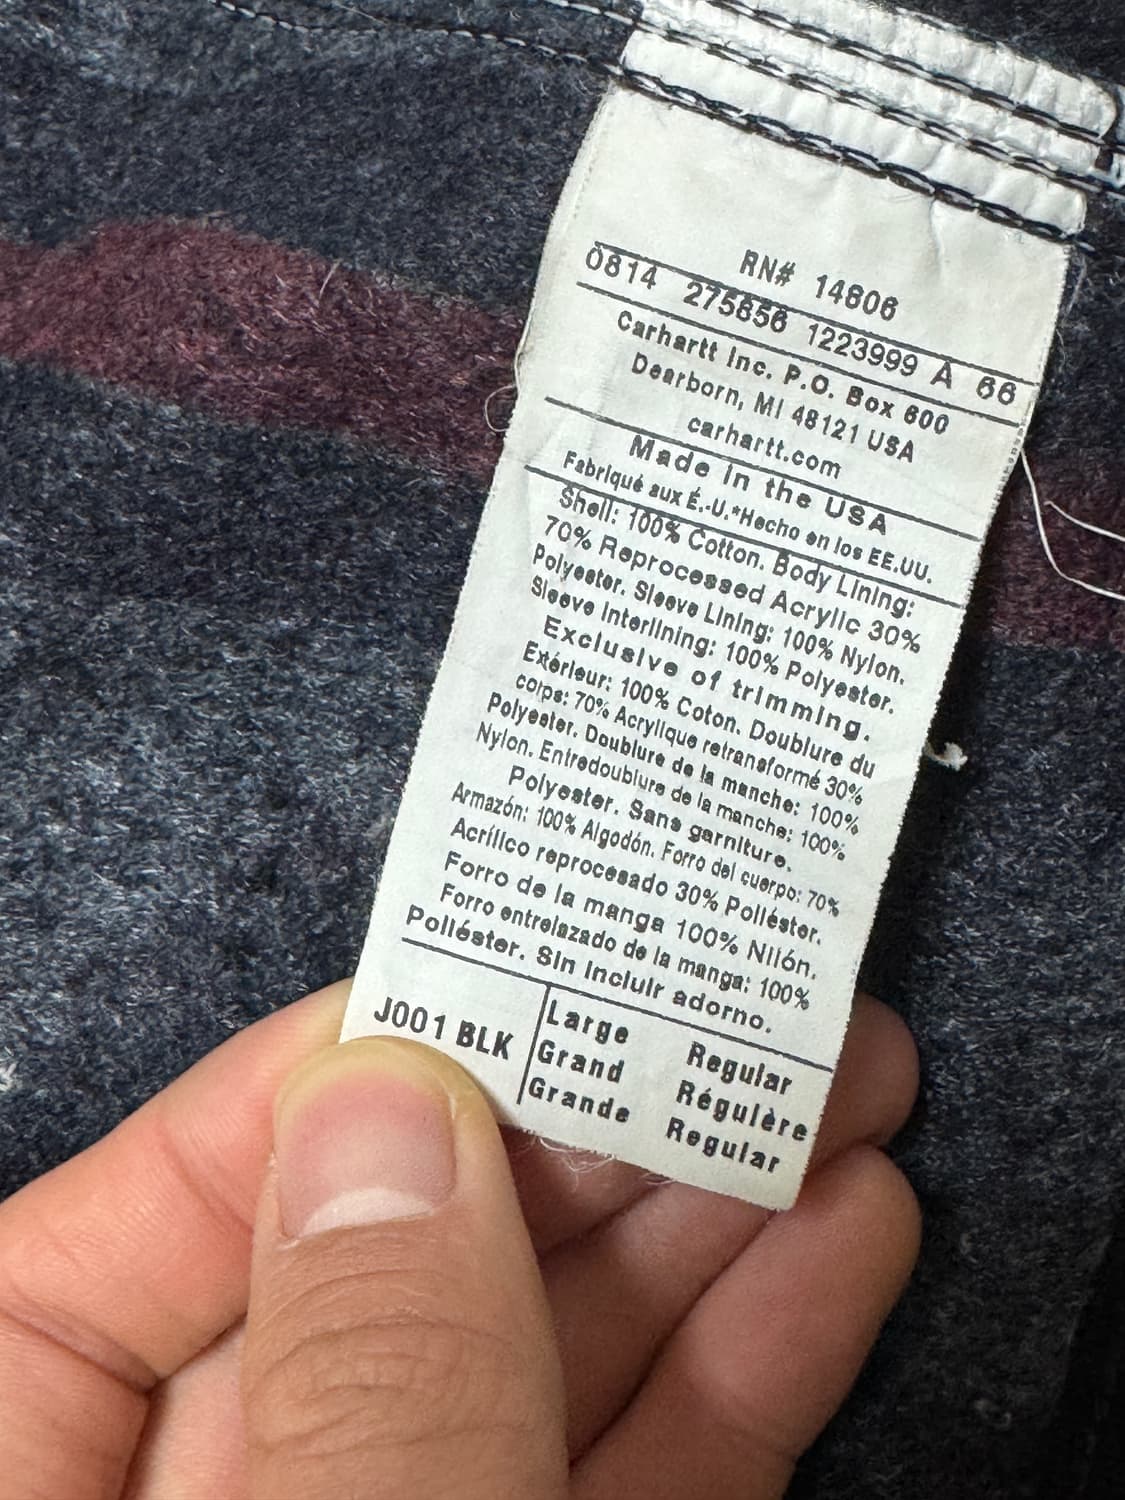 RN# 14806
0814 275656 1223999 A 66
Carhartt Inc. P.O. Box 600
Dearborn, MI 48121 USA
carhartt.com
Made in the USA
Fabriqué aux É.-U.*Hecho en los EE.UU.
Shell: 100% Cotton. Body Lining:
70% Reprocessed Acrylic 30%
Polyester. Sleeve Lining: 100% Nylon.
Sleeve Interlining: 100% Polyester.
Exclusive of trimming.
Extérieur: 100% Coton. Doublure du
corps: 70% Acryllque retransformé 30%
Polyester. Doublure de la manche: 100%
Nylon. Entredoublure de la manche: 100%
Polyester. Sans garniture.
Armazón: 100% Algodón. Forro del cuerpo: 70%
Acrílico reprocesado 30% Poliéster.
Forro de la manga 100% Nilón.
Forro entrelazado de la manga: 100%
Poliéster. Sin incluir adorno.
J001 BLK
Large Regular
Grand Régulère
Grande Regular